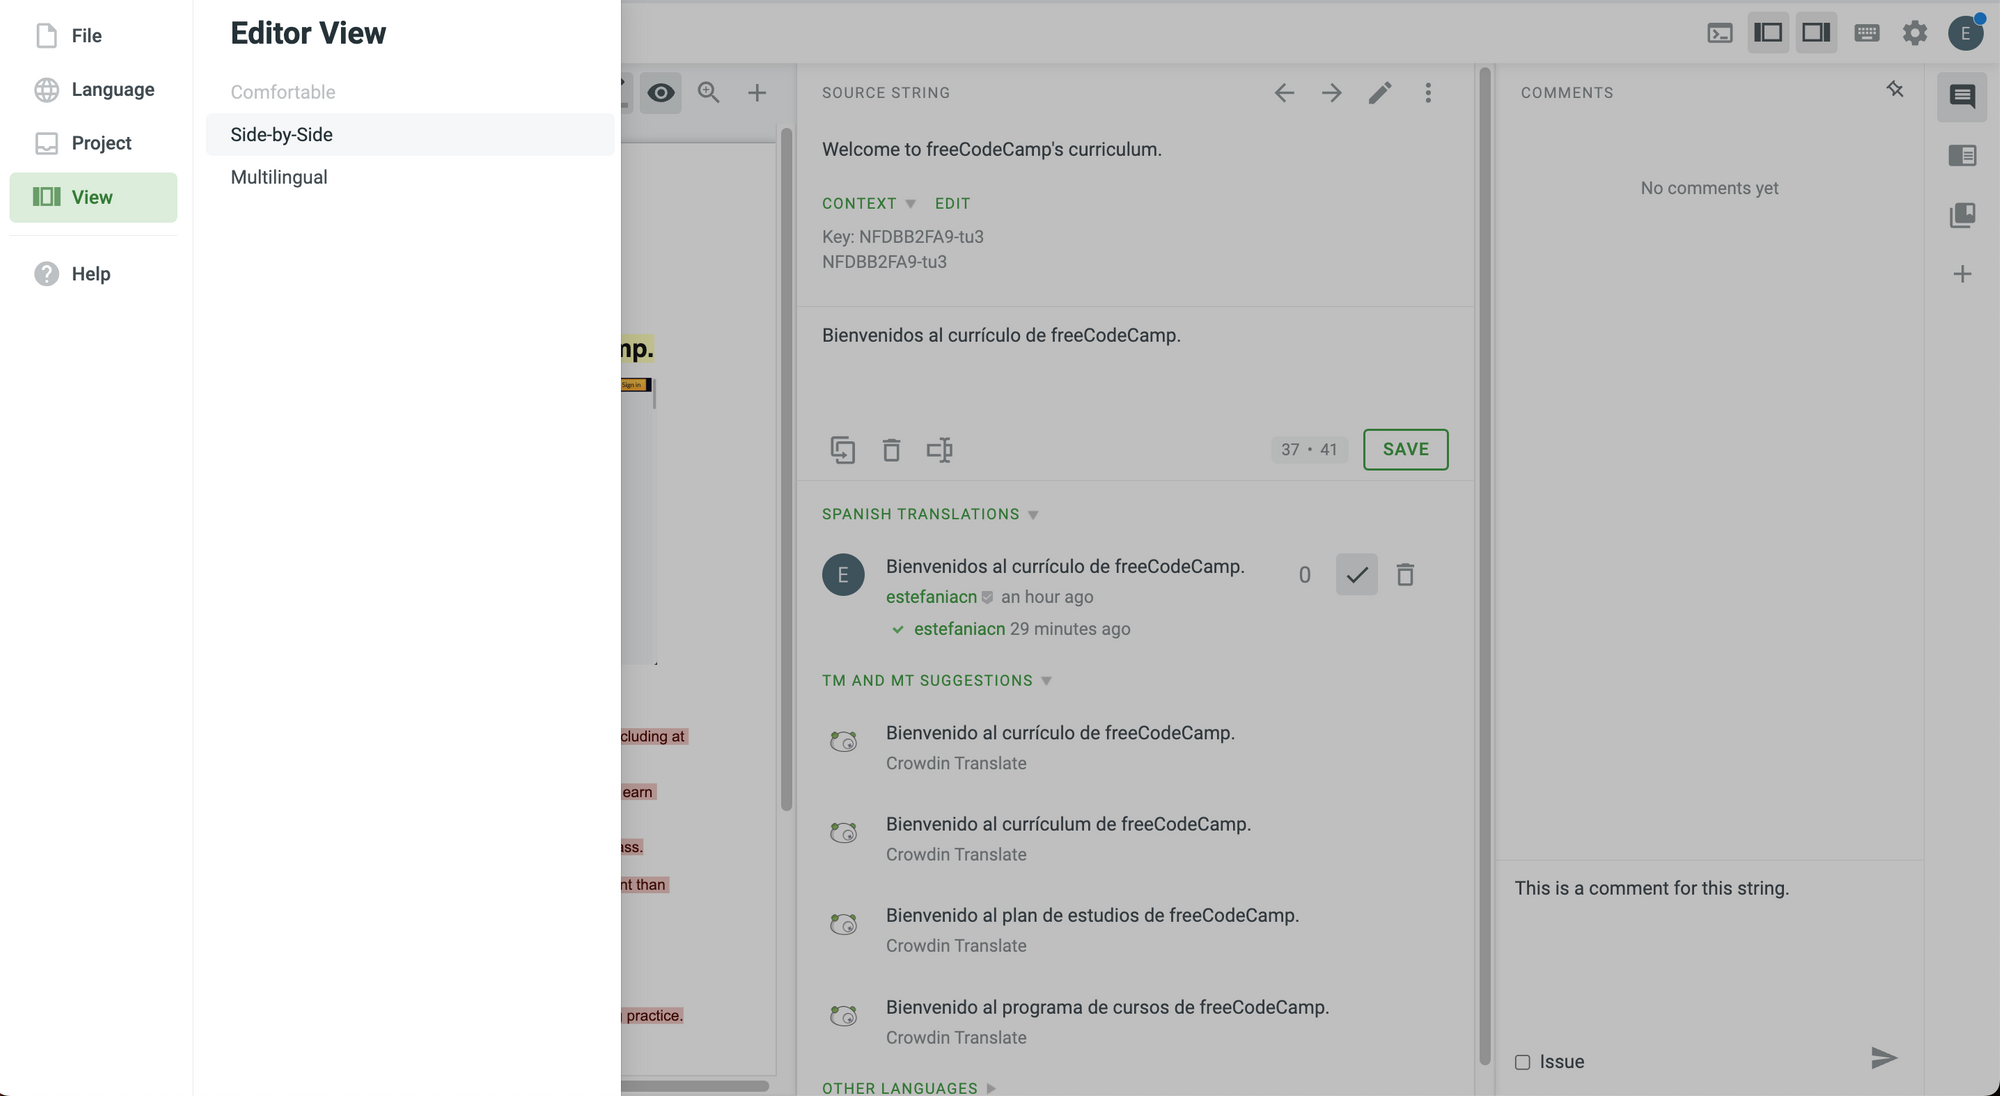 File
Language
Project
View
Help
Editor View
Comfortable
Side-by-Side
Multilingual
mp.
Sign in
cluding at
earn
ass.
nt than
practice.
SOURCE STRING
Welcome to freeCodeCamp's curriculum.
CONTEXT EDIT
Key: NFDBB2FA9-tu3
NFDBB2FA9-tu3
Bienvenidos al currículo de freeCodeCamp.
37 • 41 SAVE
SPANISH TRANSLATIONS
E
Bienvenidos al currículo de freeCodeCamp.
0
estefaniacn an hour ago
estefaniacn 29 minutes ago
TM AND MT SUGGESTIONS
Bienvenido al currículo de freeCodeCamp.
Crowdin Translate
Bienvenido al currículum de freeCodeCamp.
Crowdin Translate
Bienvenido al plan de estudios de freeCodeCamp.
Crowdin Translate
Bienvenido al programa de cursos de freeCodeCamp.
Crowdin Translate
OTHER LANGUAGES
E
COMMENTS
No comments yet
This is a comment for this string.
Issue